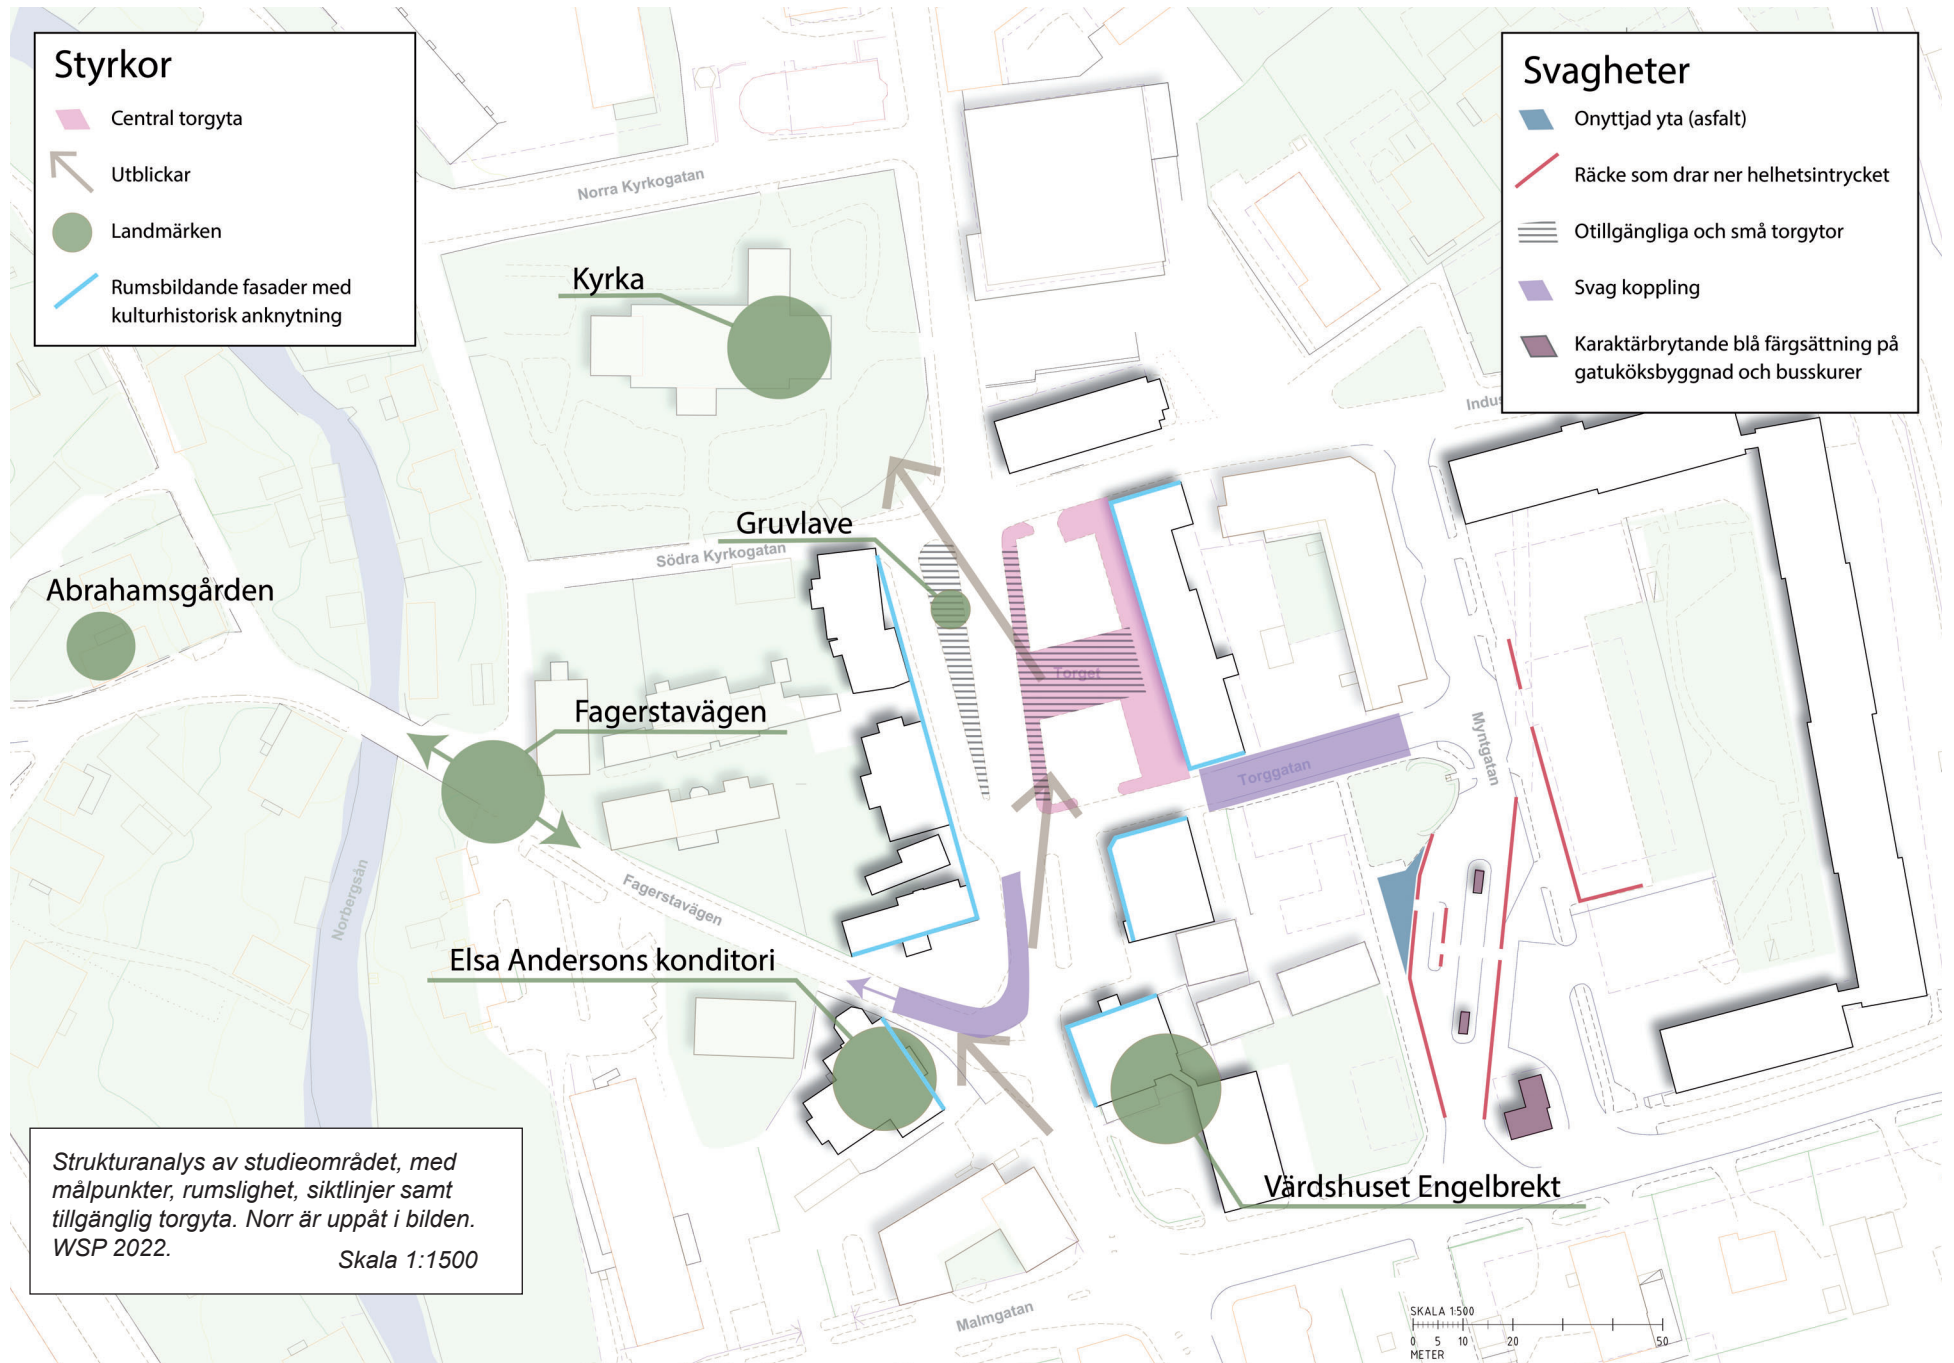 Styrkor
Central torgyta
Utblickar
Landmärken
Rumsbildande fasader med
kulturhistorisk anknytning
Svagheter
Onyttjad yta (asfalt)
Räcke som drar ner helhetsintrycket
Otillgängliga och små torgytor
Svag koppling
Karaktärbrytande blå färgsättning på
gatuköksbyggnad och busskurer
Norra Kyrkogatan
Kyrka
Indus
Gruvlave
Södra Kyrkogatan
Abrahamsgården
Torget
Fagerstavägen
Myntgatan
Torggatan
Fagerstavägen
Norbergsån
Elsa Andersons konditori
Värdshuset Engelbrekt
Malmgatan
Strukturanalys av studieområdet, med
målpunkter, rumslighet, siktlinjer samt
tillgänglig torgyta. Norr är uppåt i bilden.
WSP 2022.
Skala 1:1500
SKALA 1:500
0 5 10 20 50
METER